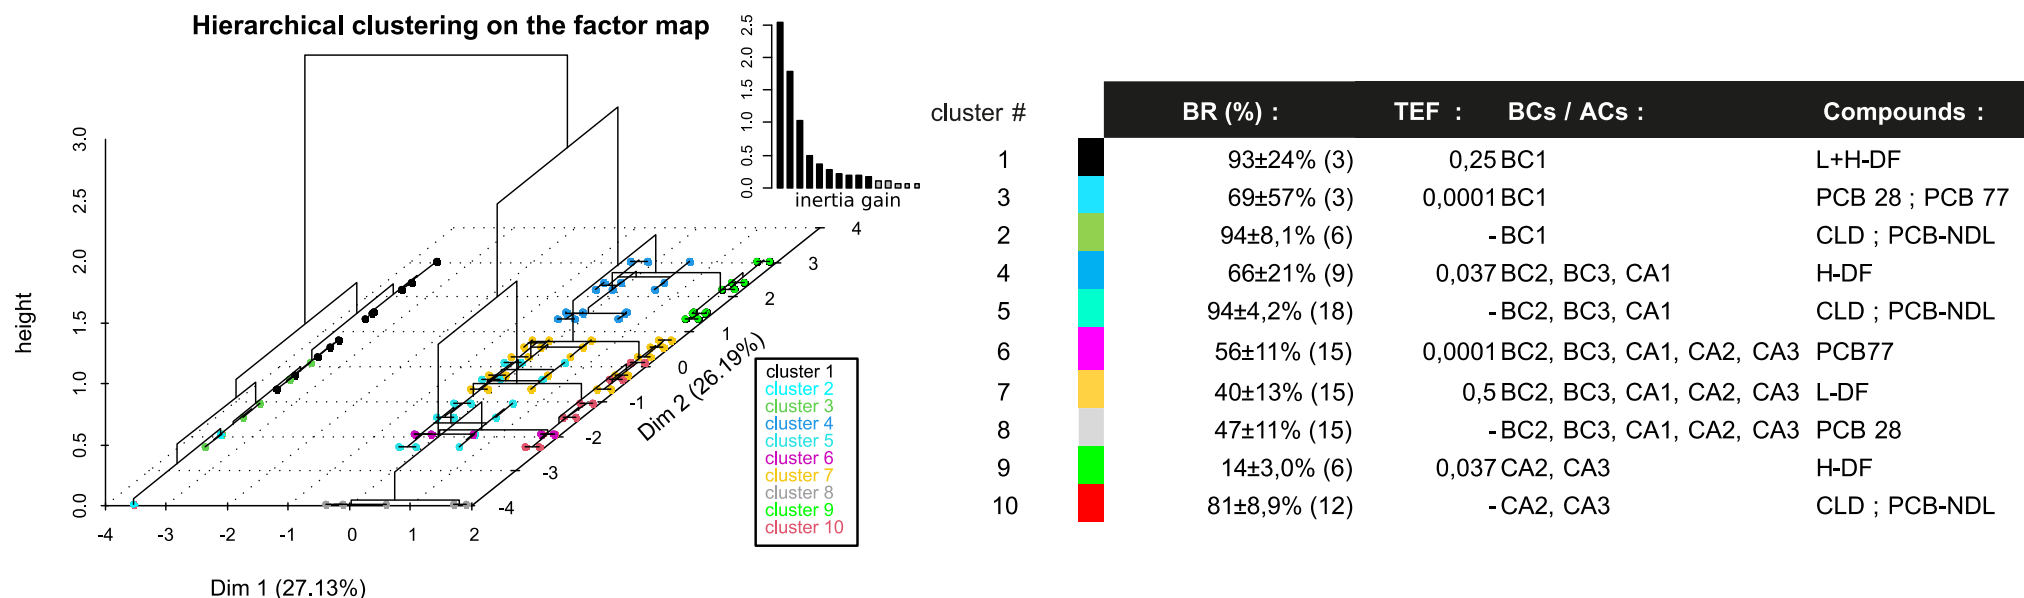 Hierarchical clustering on the factor map
height
0.0
0.5
1.0
1.5
2.0
2.5
3.0
-4
-3
-2
-1
0
1
2
Dim 1 (27.13%)
-4
-3
-2
-1
0
1
2
3
4
Dim 2 (26.19%)
0.0
0.5
1.0
1.5
2.0
2.5
inertia gain
cluster 1
cluster 2
cluster 3
cluster 4
cluster 5
cluster 6
cluster 7
cluster 8
cluster 9
cluster 10
cluster # BR (%) : TEF : BCs / ACs : Compounds :
1 93±24% (3) 0,25 BC1 L+H-DF
3 69±57% (3) 0,0001 BC1 PCB 28 ; PCB 77
2 94±8,1% (6) - BC1 CLD ; PCB-NDL
4 66±21% (9) 0,037 BC2, BC3, CA1 H-DF
5 94±4,2% (18) - BC2, BC3, CA1 CLD ; PCB-NDL
6 56±11% (15) 0,0001 BC2, BC3, CA1, CA2, CA3 PCB77
7 40±13% (15) 0,5 BC2, BC3, CA1, CA2, CA3 L-DF
8 47±11% (15) - BC2, BC3, CA1, CA2, CA3 PCB 28
9 14±3,0% (6) 0,037 CA2, CA3 H-DF
10 81±8,9% (12) - CA2, CA3 CLD ; PCB-NDL